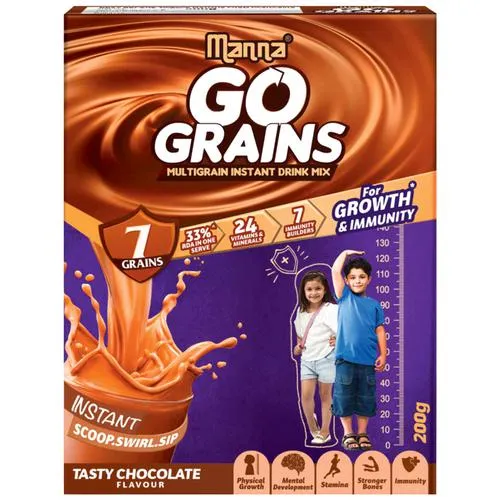 manna®
GO
GRAINS
MULTIGRAIN INSTANT DRINK MIX
7
GRAINS
33%
RDA IN ONE
SERVE*
24
VITAMINS &
MINERALS
7
IMMUNITY
BUILDERS
For
GROWTH*
& IMMUNITY
140
130
120
110
100
90
80
70
60
50
40
30
20
10
0
INSTANT
SCOOP.SWIRL.SIP
200g
TASTY CHOCOLATE
FLAVOUR
Physical
Growth
Mental
Development
Stamina
Stronger
Bones
Immunity